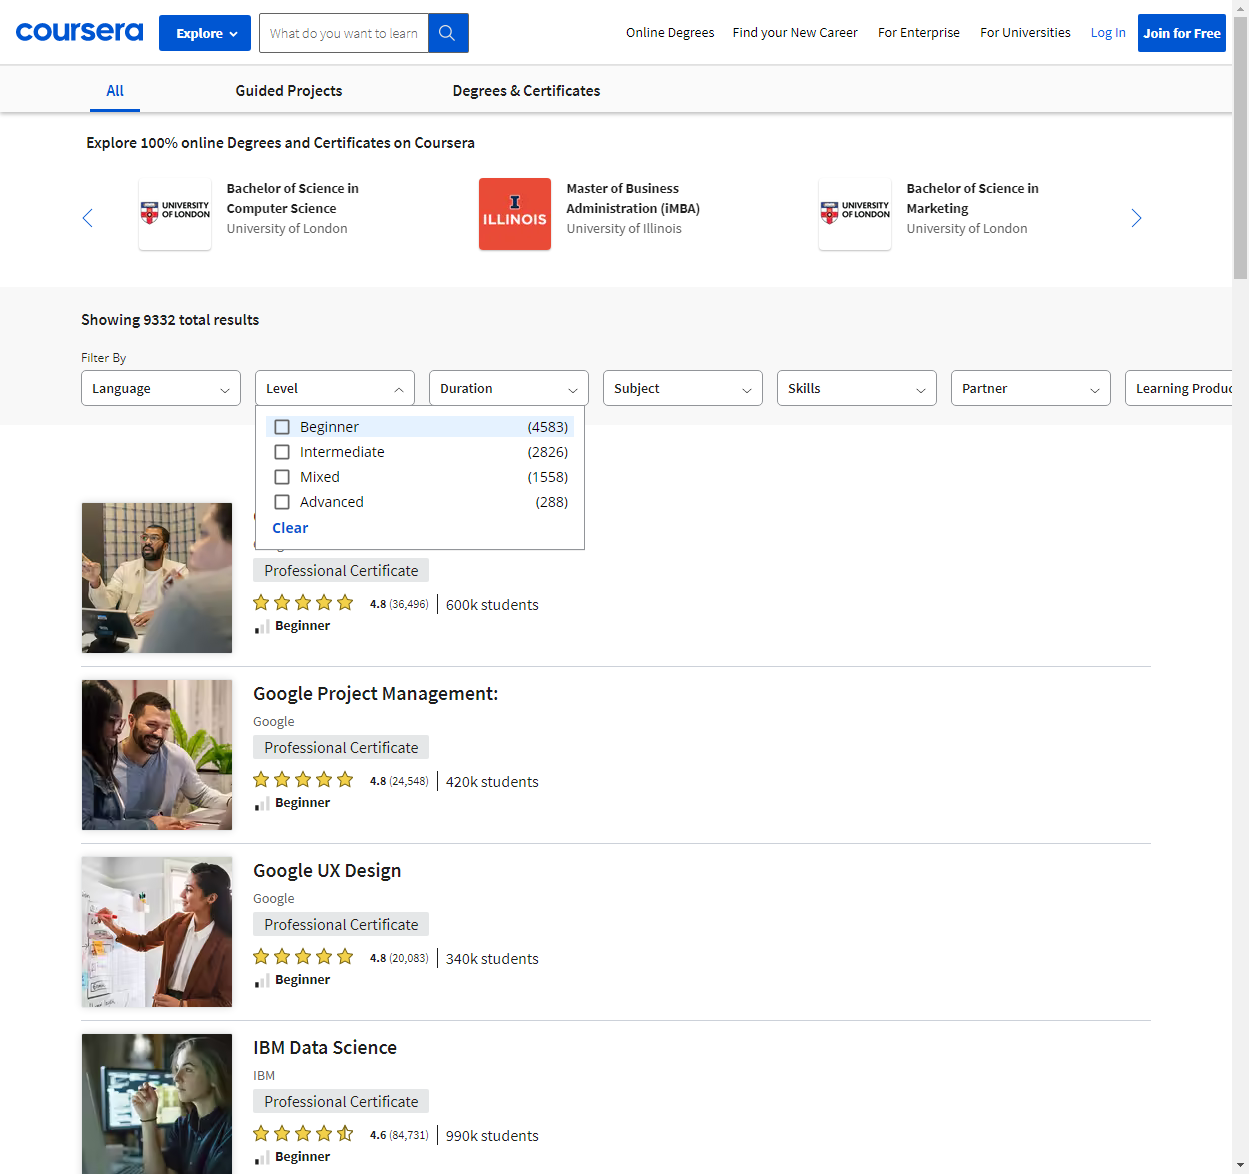 coursera
Explore
What do you want to learn
Online Degrees
Find your New Career
For Enterprise
For Universities
Log In
Join for Free
All
Guided Projects
Degrees & Certificates
Explore 100% online Degrees and Certificates on Coursera
UNIVERSITY
OF LONDON
Bachelor of Science in
Computer Science
University of London
I
ILLINOIS
Master of Business
Administration (iMBA)
University of Illinois
UNIVERSITY
OF LONDON
Bachelor of Science in
Marketing
University of London
Showing 9332 total results
Filter By
Language
Level
Duration
Subject
Skills
Partner
Learning Produc
Beginner (4583)
Intermediate (2826)
Mixed (1558)
Advanced (288)
Clear
Professional Certificate
4.8 (36,496) 600k students
Beginner
Google Project Management:
Google
Professional Certificate
4.8 (24,548) 420k students
Beginner
Google UX Design
Google
Professional Certificate
4.8 (20,083) 340k students
Beginner
IBM Data Science
IBM
Professional Certificate
4.6 (84,731) 990k students
Beginner